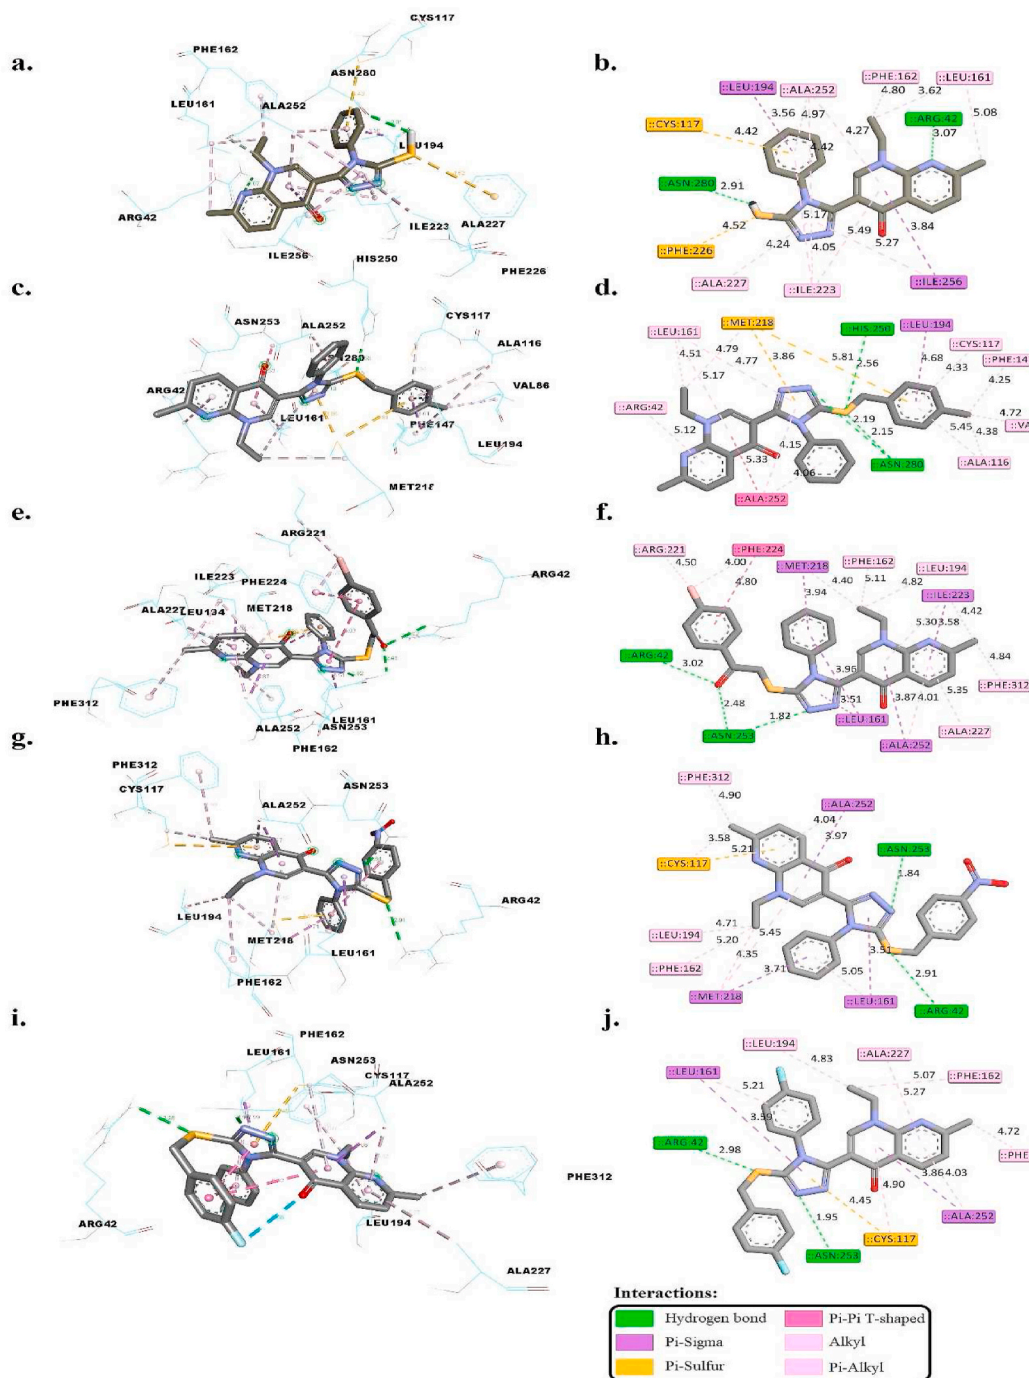 a.
CYS117
PHE162
ASN280
LEU161
ALA252
LEU194
ARG42
ILE256
ILE223
ALA227
PHE226
b.
::LEU:194
::ALA:252
::PHE:162
::LEU:161
4.80
3.62
::ARG:42
3.07
5.08
3.56
4.97
4.27
::CYS:117
4.42
4.42
::ASN:280
2.91
5.17
::PHE:226
4.52
4.24
4.05
5.49
5.27
3.84
::ALA:227
::ILE:223
::ILE:256
c.
HIS250
CYS117
ASN253
ALA252
ALA116
ARG42
VAL86
LEU161
PHE147
LEU194
MET218
d.
::MET:218
::HIS:250
::LEU:194
::LEU:161
::CYS:117
::PHE:14
4.51
4.79
4.77
3.86
5.81
2.56
4.68
4.33
4.25
5.17
::ARG:42
2.19
2.15
4.72
5.45
4.38
::VA
5.12
4.15
5.33
4.06
::ASN:280
::ALA:116
::ALA:252
e.
ARG221
ARG42
ILE223
PHE224
ALA227
MET218
PHE312
LEU161
ALA252
ASN253
PHE162
f.
::ARG:221
::PHE:224
::MET:218
::PHE:162
::LEU:194
::ILE:223
4.50
4.00
4.80
4.40
5.11
4.82
3.94
4.42
5.30
3.58
::ARG:42
3.02
3.96
4.84
::PHE:312
2.48
1.82
3.51
3.87
4.01
5.35
::ASN:253
::LEU:161
::ALA:252
::ALA:227
g.
PHE312
CYS117
ALA252
ASN253
LEU194
ARG42
MET218
LEU161
PHE162
h.
::PHE:312
4.90
::ALA:252
4.04
3.97
3.58
5.21
::CYS:117
::ASN:253
1.84
::LEU:194
4.71
5.20
5.45
::PHE:162
4.35
3.71
5.05
3.51
2.91
::MET:218
::LEU:161
::ARG:42
i.
PHE162
LEU161
ASN253
CYS117
ALA252
ARG42
LEU194
PHE312
ALA227
j.
::LEU:194
::ALA:227
::LEU:161
4.83
5.07
::PHE:162
5.21
5.27
4.72
::PHE
::ARG:42
2.98
3.86
4.03
4.90
4.45
1.95
::ALA:252
::CYS:117
::ASN:253
Interactions:
Hydrogen bond
Pi-Pi T-shaped
Pi-Sigma
Alkyl
Pi-Sulfur
Pi-Alkyl